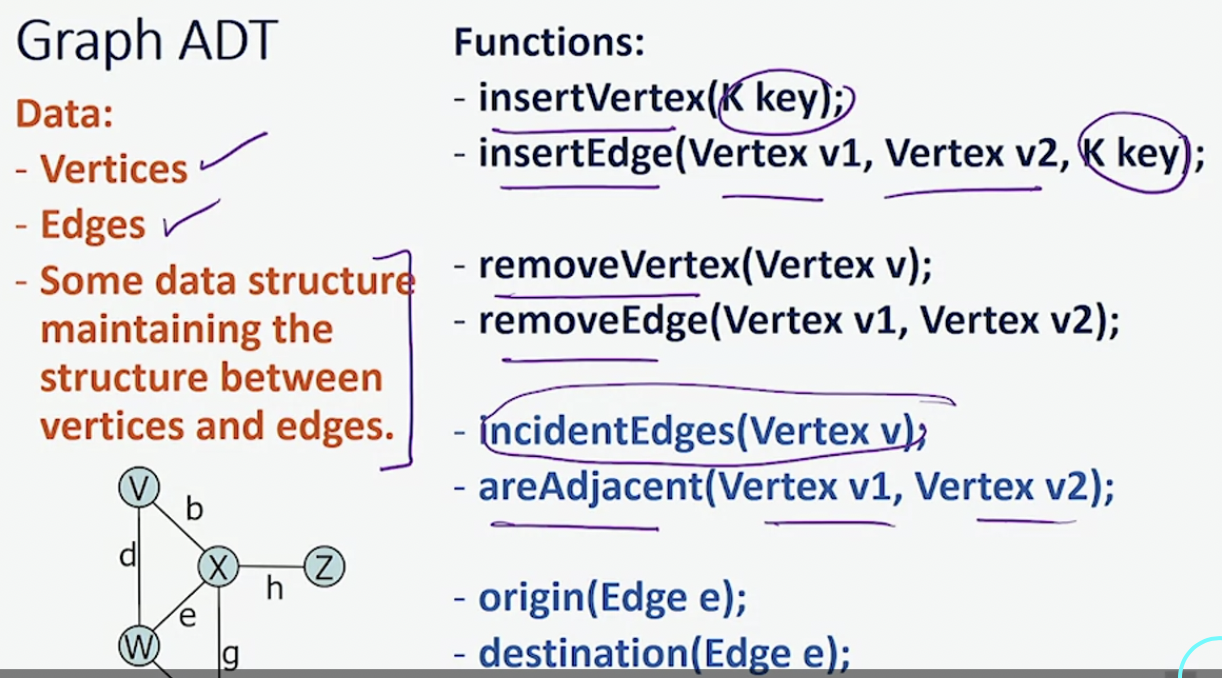 Graph ADT
Data:
- Vertices
- Edges
- Some data structure
maintaining the
structure between
vertices and edges.
V
b
d
X
Z
h
e
W
g
Functions:
- insertVertex(K key);
- insertEdge(Vertex v1, Vertex v2, K key);
- removeVertex(Vertex v);
- removeEdge(Vertex v1, Vertex v2);
- incidentEdges(Vertex v);
- areAdjacent(Vertex v1, Vertex v2);
- origin(Edge e);
- destination(Edge e);